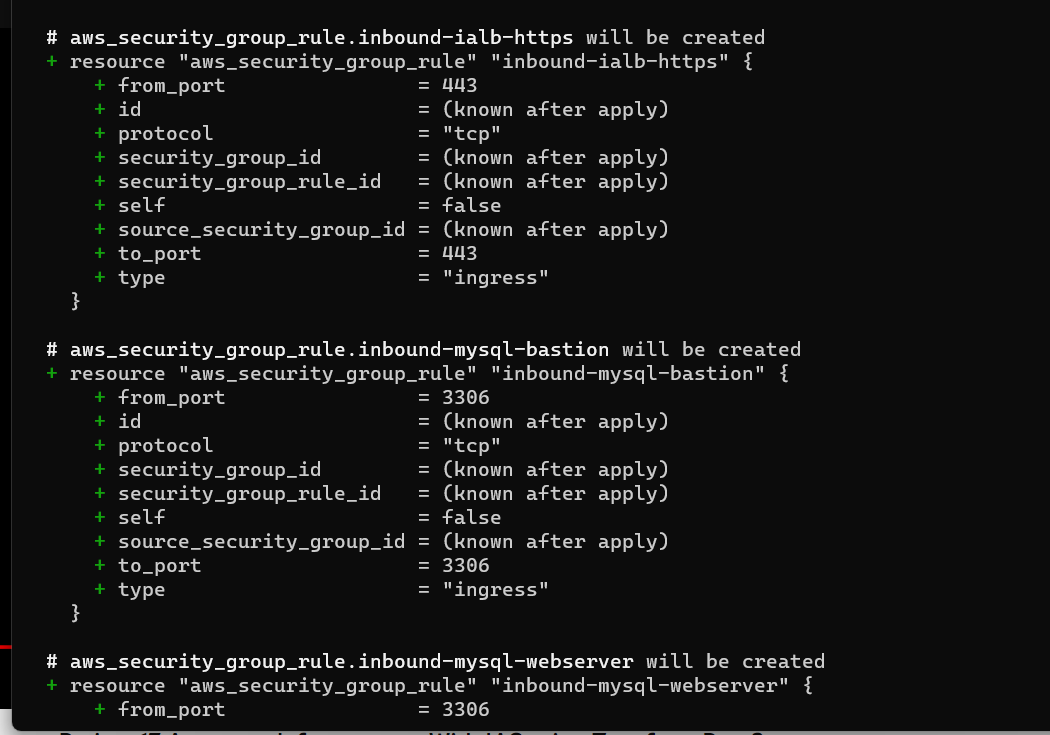 # aws_security_group_rule.inbound-ialb-https will be created
+ resource "aws_security_group_rule" "inbound-ialb-https" {
+ from_port = 443
+ id = (known after apply)
+ protocol = "tcp"
+ security_group_id = (known after apply)
+ security_group_rule_id = (known after apply)
+ self = false
+ source_security_group_id = (known after apply)
+ to_port = 443
+ type = "ingress"
}
# aws_security_group_rule.inbound-mysql-bastion will be created
+ resource "aws_security_group_rule" "inbound-mysql-bastion" {
+ from_port = 3306
+ id = (known after apply)
+ protocol = "tcp"
+ security_group_id = (known after apply)
+ security_group_rule_id = (known after apply)
+ self = false
+ source_security_group_id = (known after apply)
+ to_port = 3306
+ type = "ingress"
}
# aws_security_group_rule.inbound-mysql-webserver will be created
+ resource "aws_security_group_rule" "inbound-mysql-webserver" {
+ from_port = 3306